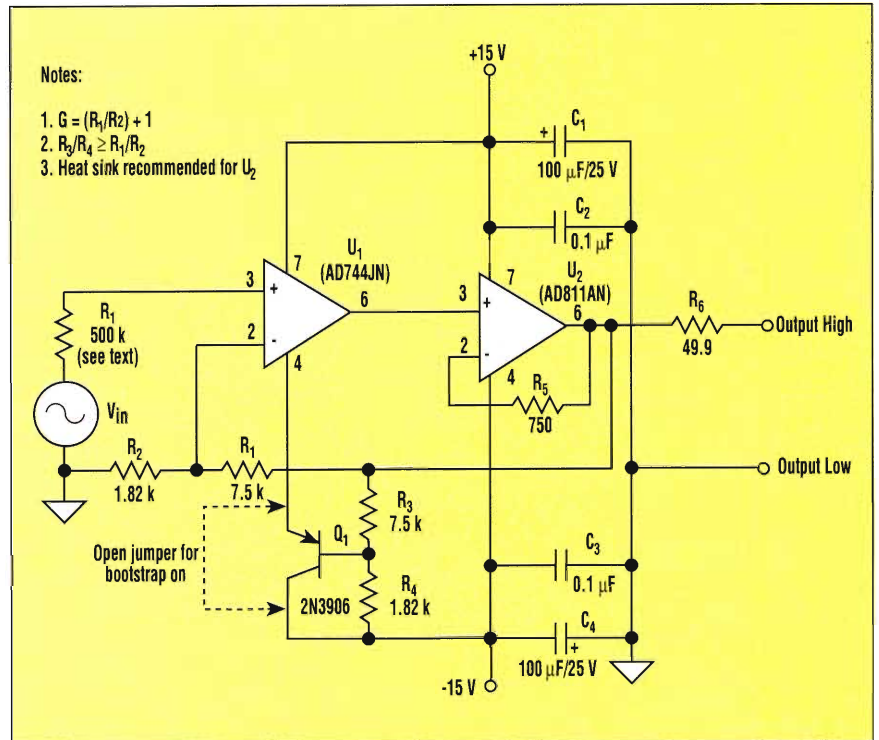 Notes:
1. G = (R₁/R₂) + 1
2. R₃/R₄ ≥ R₁/R₂
3. Heat sink recommended for U₂
+15 V
+
C₁
100 μF/25 V
C₂
0.1 μF
U₁
(AD744JN)
7
3
+
6
2
-
4
U₂
(AD811AN)
7
3
+
6
2
-
4
R₅
750
R₆
49.9
Output High
R₁
500 k
(see text)
Vin
R₂
1.82 k
R₁
7.5 k
Output Low
R₃
7.5 k
Open jumper for
bootstrap on
Q₁
2N3906
R₄
1.82 k
C₃
0.1 μF
C₄
+
100 μF/25 V
-15 V